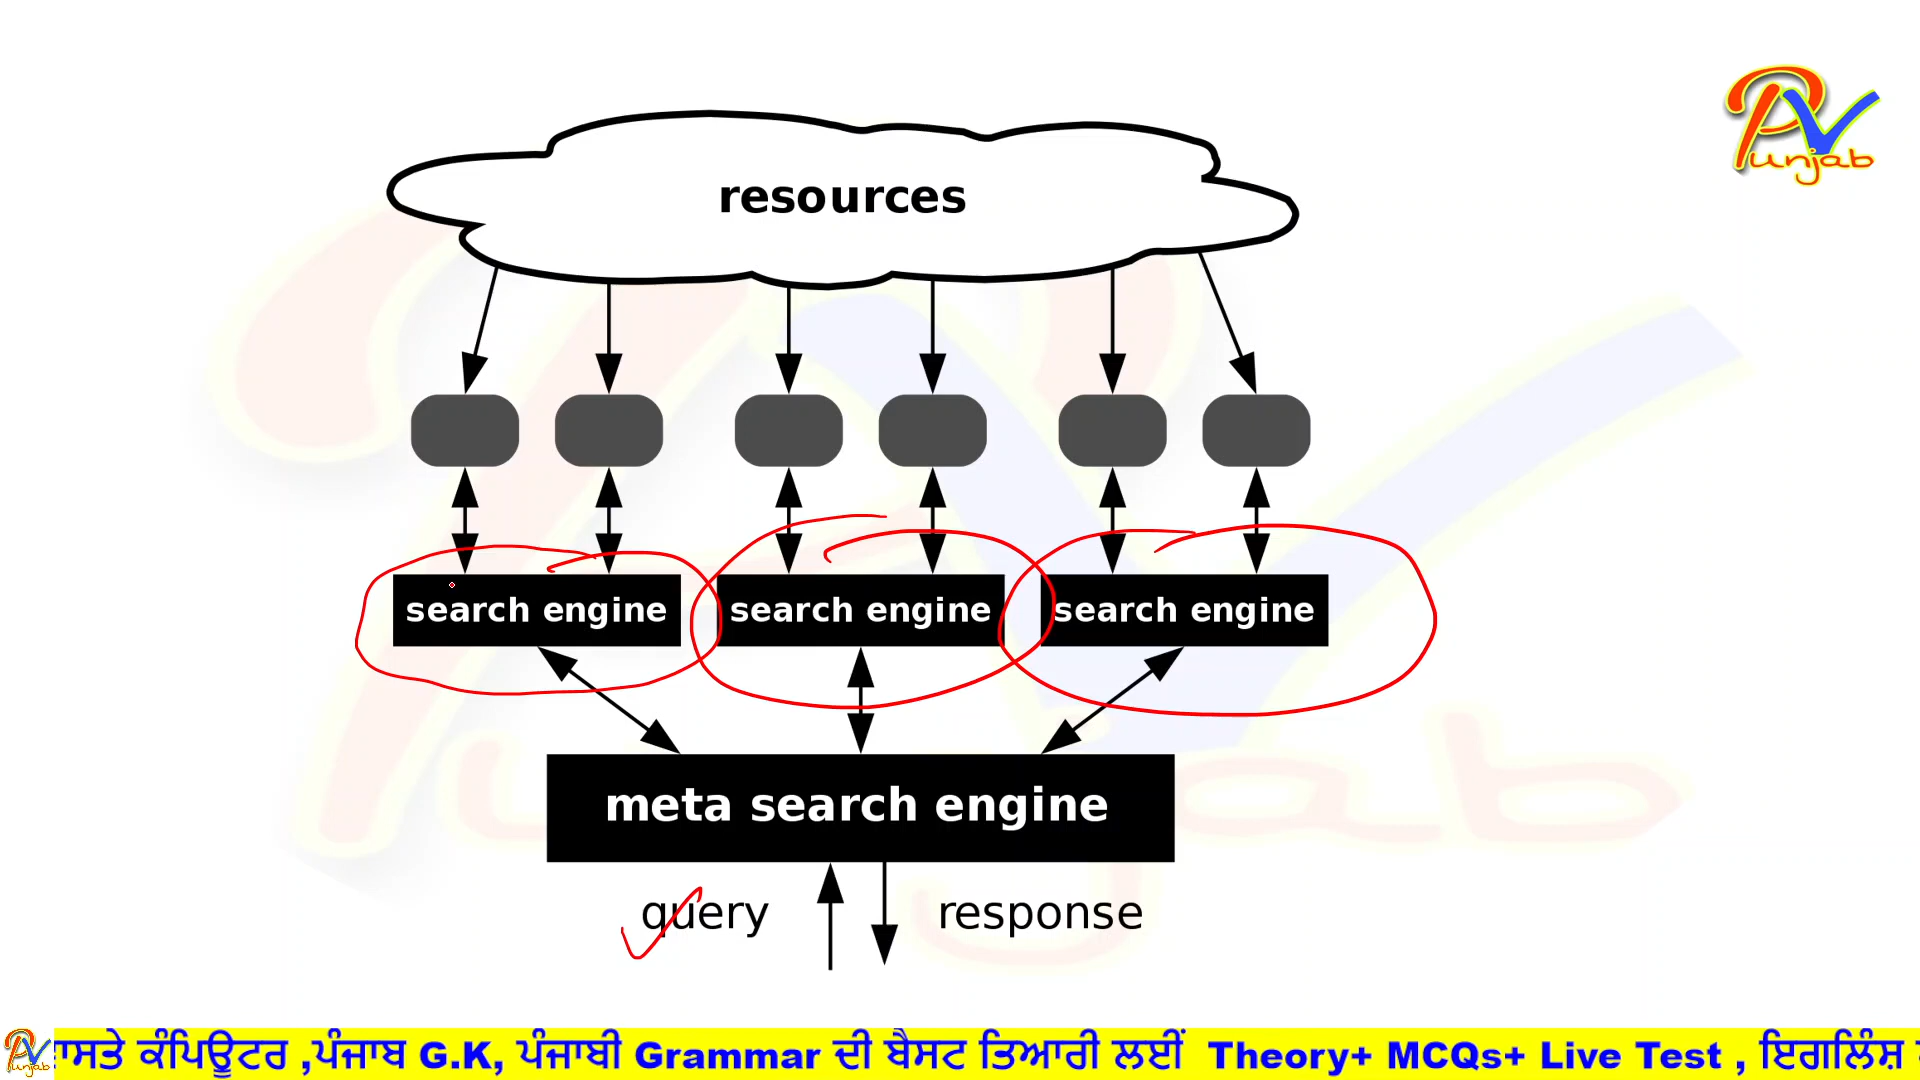 Punjab
resources
search engine search engine search engine
meta search engine
query response
ਾਸਤੇ ਕੰਪਿਊਟਰ ,ਪੰਜਾਬ G.K, ਪੰਜਾਬੀ Grammar ਦੀ ਬੈਸਟ ਤਿਆਰੀ ਲਈਂ Theory+ MCQs+ Live Test , ਇਗਲਿੰਸ਼